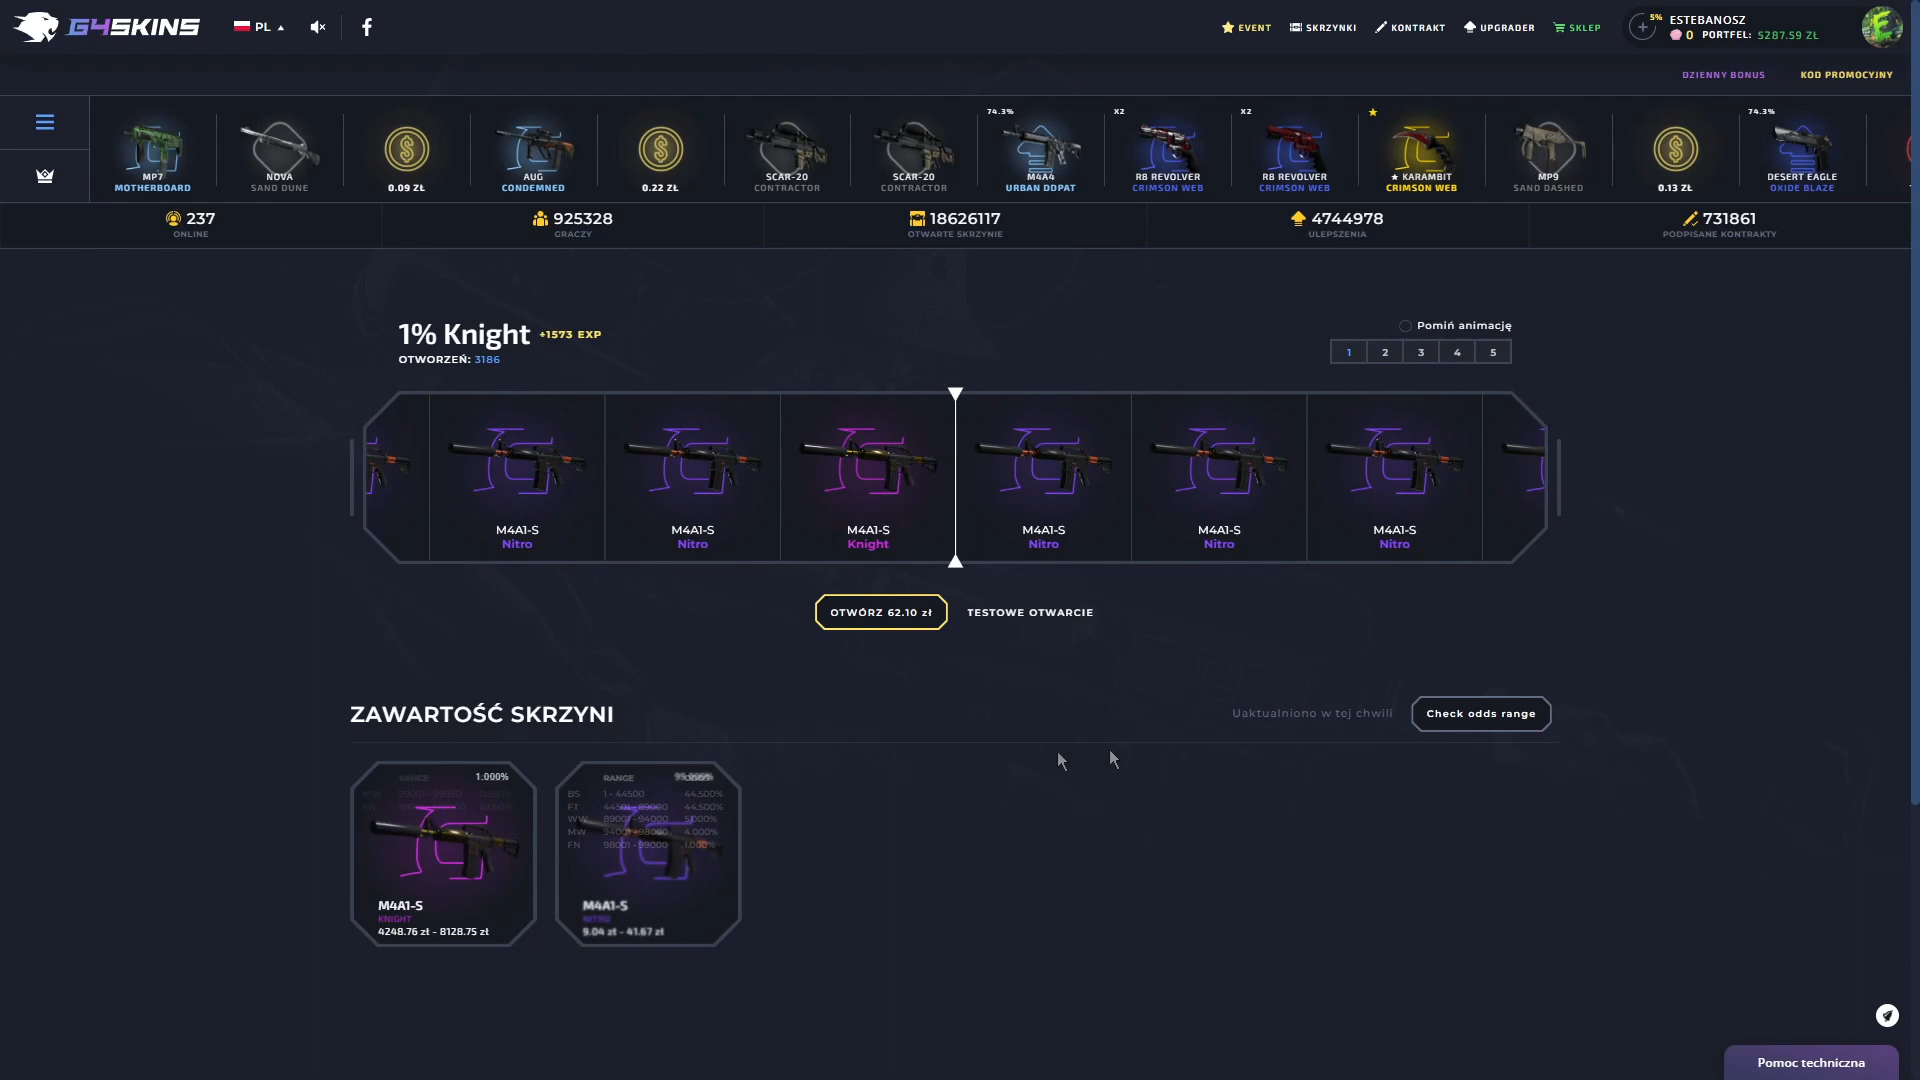 G4SKINS
PL
EVENT
SKRZYNKI
KONTRAKT
UPGRADER
SKLEP
5%
ESTEBANOSZ
0 PORTFEL: 5287.59 ZŁ
DZIENNY BONUS
KOD PROMOCYJNY
MP7
MOTHERBOARD
NOVA
SAND DUNE
0.09 ZŁ
AUG
CONDEMNED
0.22 ZŁ
SCAR-20
CONTRACTOR
SCAR-20
CONTRACTOR
74.3%
M4A4
URBAN DDPAT
X2
R8 REVOLVER
CRIMSON WEB
X2
R8 REVOLVER
CRIMSON WEB
★ KARAMBIT
CRIMSON WEB
MP9
SAND DASHED
0.13 ZŁ
74.3%
DESERT EAGLE
OXIDE BLAZE
237
ONLINE
925328
GRACZY
18626117
OTWARTE SKRZYNIE
4744978
ULEPSZENIA
731861
PODPISANE KONTRAKTY
1% Knight +1573 EXP
OTWORZEŃ: 3186
Pomiń animację
1 2 3 4 5
M4A1-S
Nitro
M4A1-S
Nitro
M4A1-S
Knight
M4A1-S
Nitro
M4A1-S
Nitro
M4A1-S
Nitro
OTWÓRZ 62.10 zł
TESTOWE OTWARCIE
ZAWARTOŚĆ SKRZYNI
Uaktualniono w tej chwili
Check odds range
RANGE
1.000%
MW
M4A1-S
KNIGHT
4248.76 zł - 8128.75 zł
RANGE
BS 1 - 44500 44.500%
FT 44501 - 89000 44.500%
WW 89001 - 94000 5.000%
MW 94001 - 98000 4.000%
FN 98001 - 99000 1.000%
M4A1-S
NITRO
9.04 zł - 41.67 zł
Pomoc techniczna